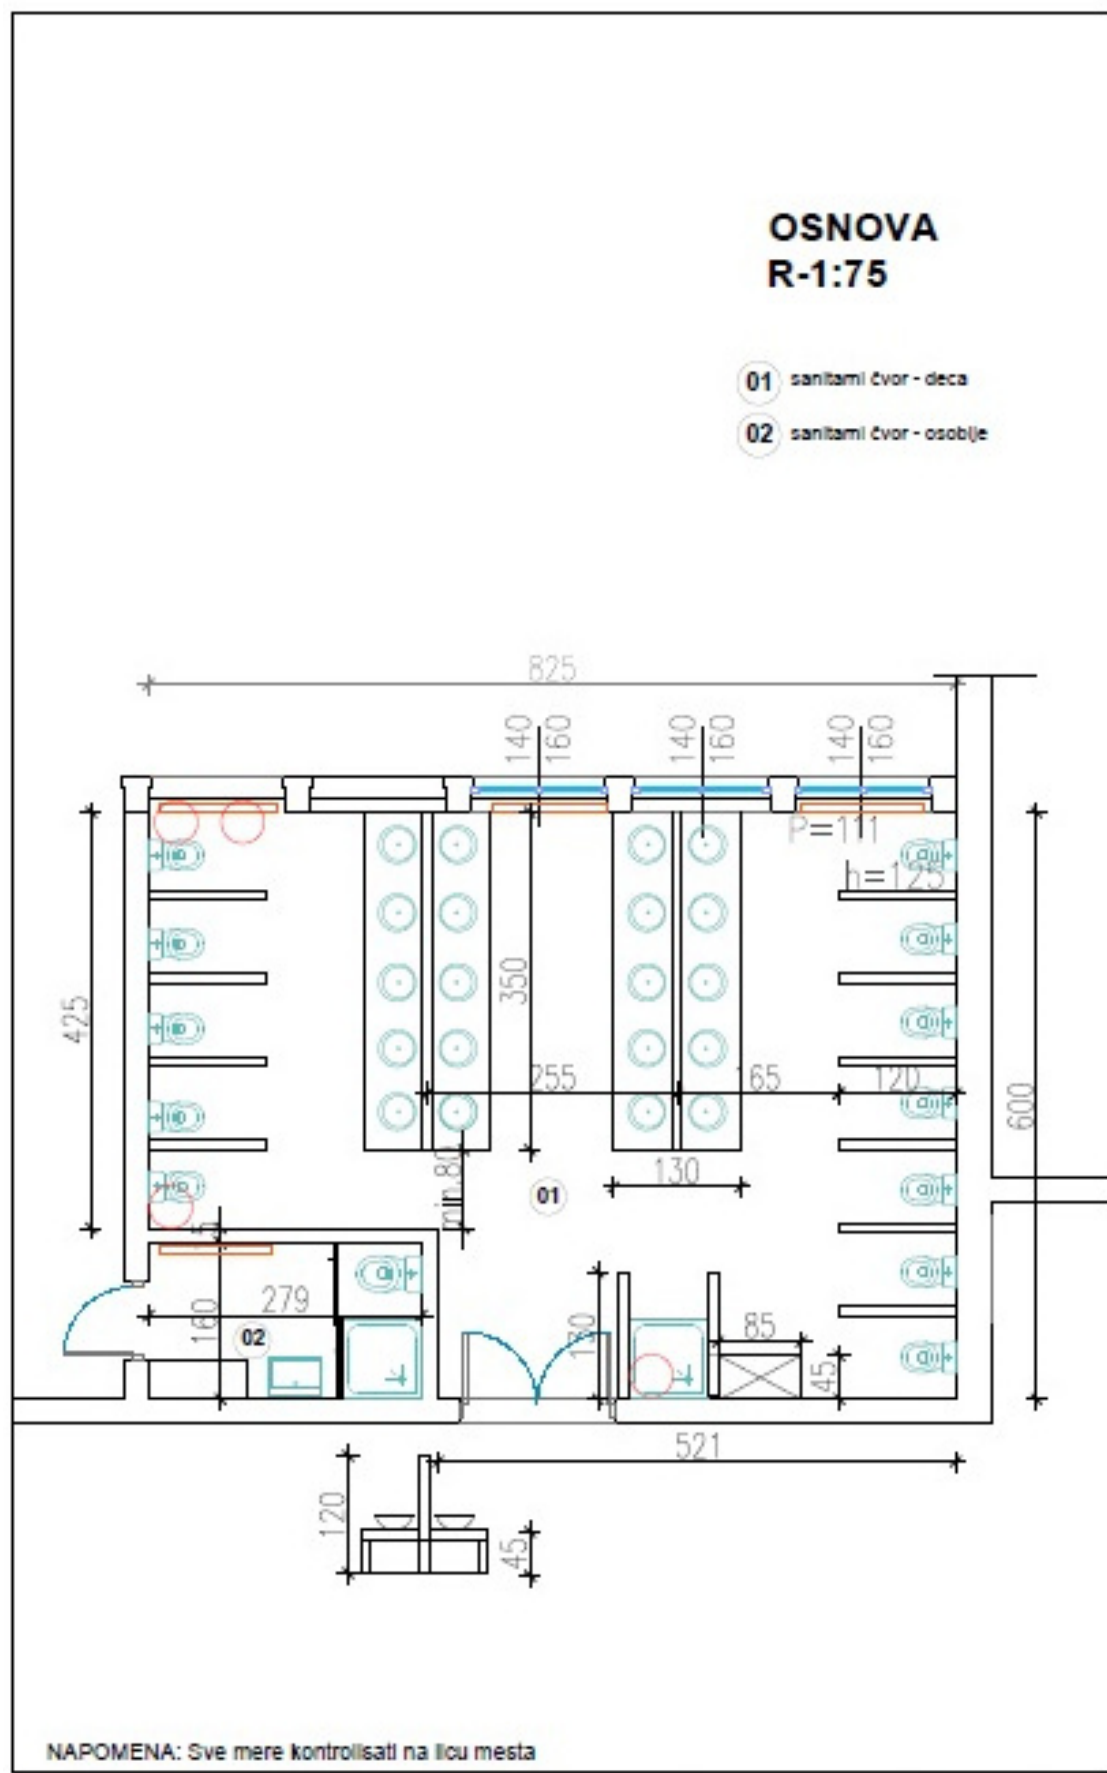 OSNOVA
R-1:75
01 sanitarni čvor - deca
02 sanitarni čvor - osoblje
825
140 140 140
160 160 160
P=111
h=125
425
350
255 165 120
600
min.80
130
01
15
160
279
02
130
85
45
521
120
45
NAPOMENA: Sve mere kontrolisati na licu mesta